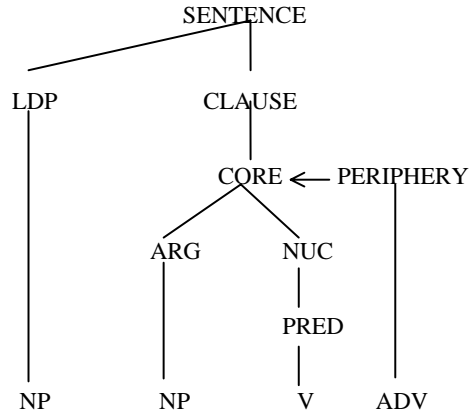 SENTENCE
LDP CLAUSE
CORE PERIPHERY
ARG NUC
PRED
NP NP V ADV